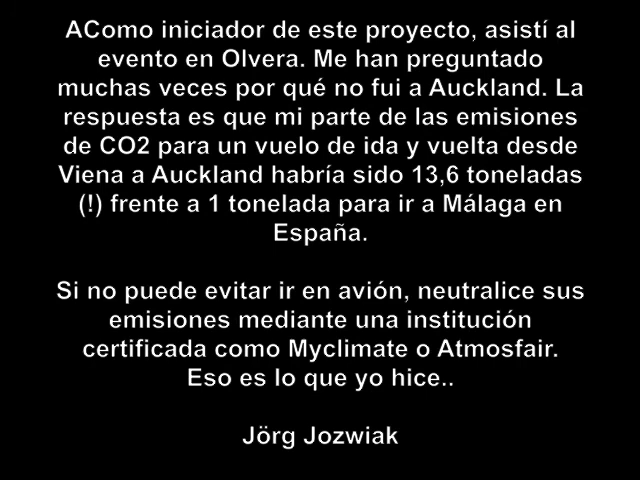 AComo iniciador de este proyecto, asistí al
evento en Olvera. Me han preguntado
muchas veces por qué no fui a Auckland. La
respuesta es que mi parte de las emisiones
de CO2 para un vuelo de ida y vuelta desde
Viena a Auckland habría sido 13,6 toneladas
(!) frente a 1 tonelada para ir a Málaga en
España.
Si no puede evitar ir en avión, neutralice sus
emisiones mediante una institución
certificada como Myclimate o Atmosfair.
Eso es lo que yo hice..
Jörg Jozwiak